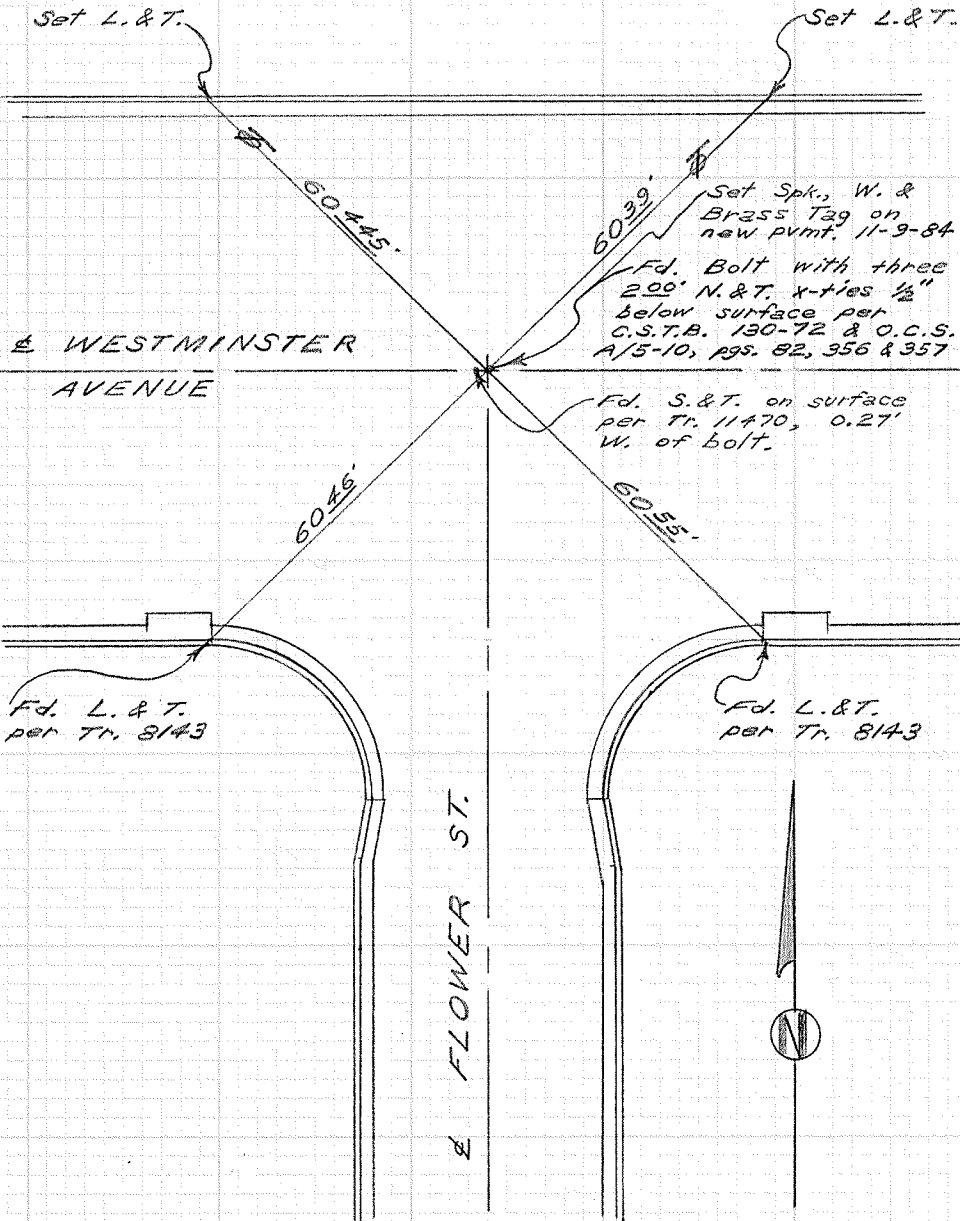 Set L. & T.
Set L. & T.
60 445'
60 39'
Set Spk., W. &
Brass Tag on
new pvmt. 11-9-84
Fd. Bolt with three
2.00' N. & T. x-ties 1/2"
below surface per
C.S.T.B. 130-72 & O.C.S.
A/5-10, pgs. 82, 356 & 357
℄ WESTMINSTER
AVENUE
Fd. S. & T. on surface
per Tr. 11470, 0.27'
W. of bolt.
60 46'
60 55'
Fd. L. & T.
per Tr. 8143
Fd. L. & T.
per Tr. 8143
℄ FLOWER ST.
N